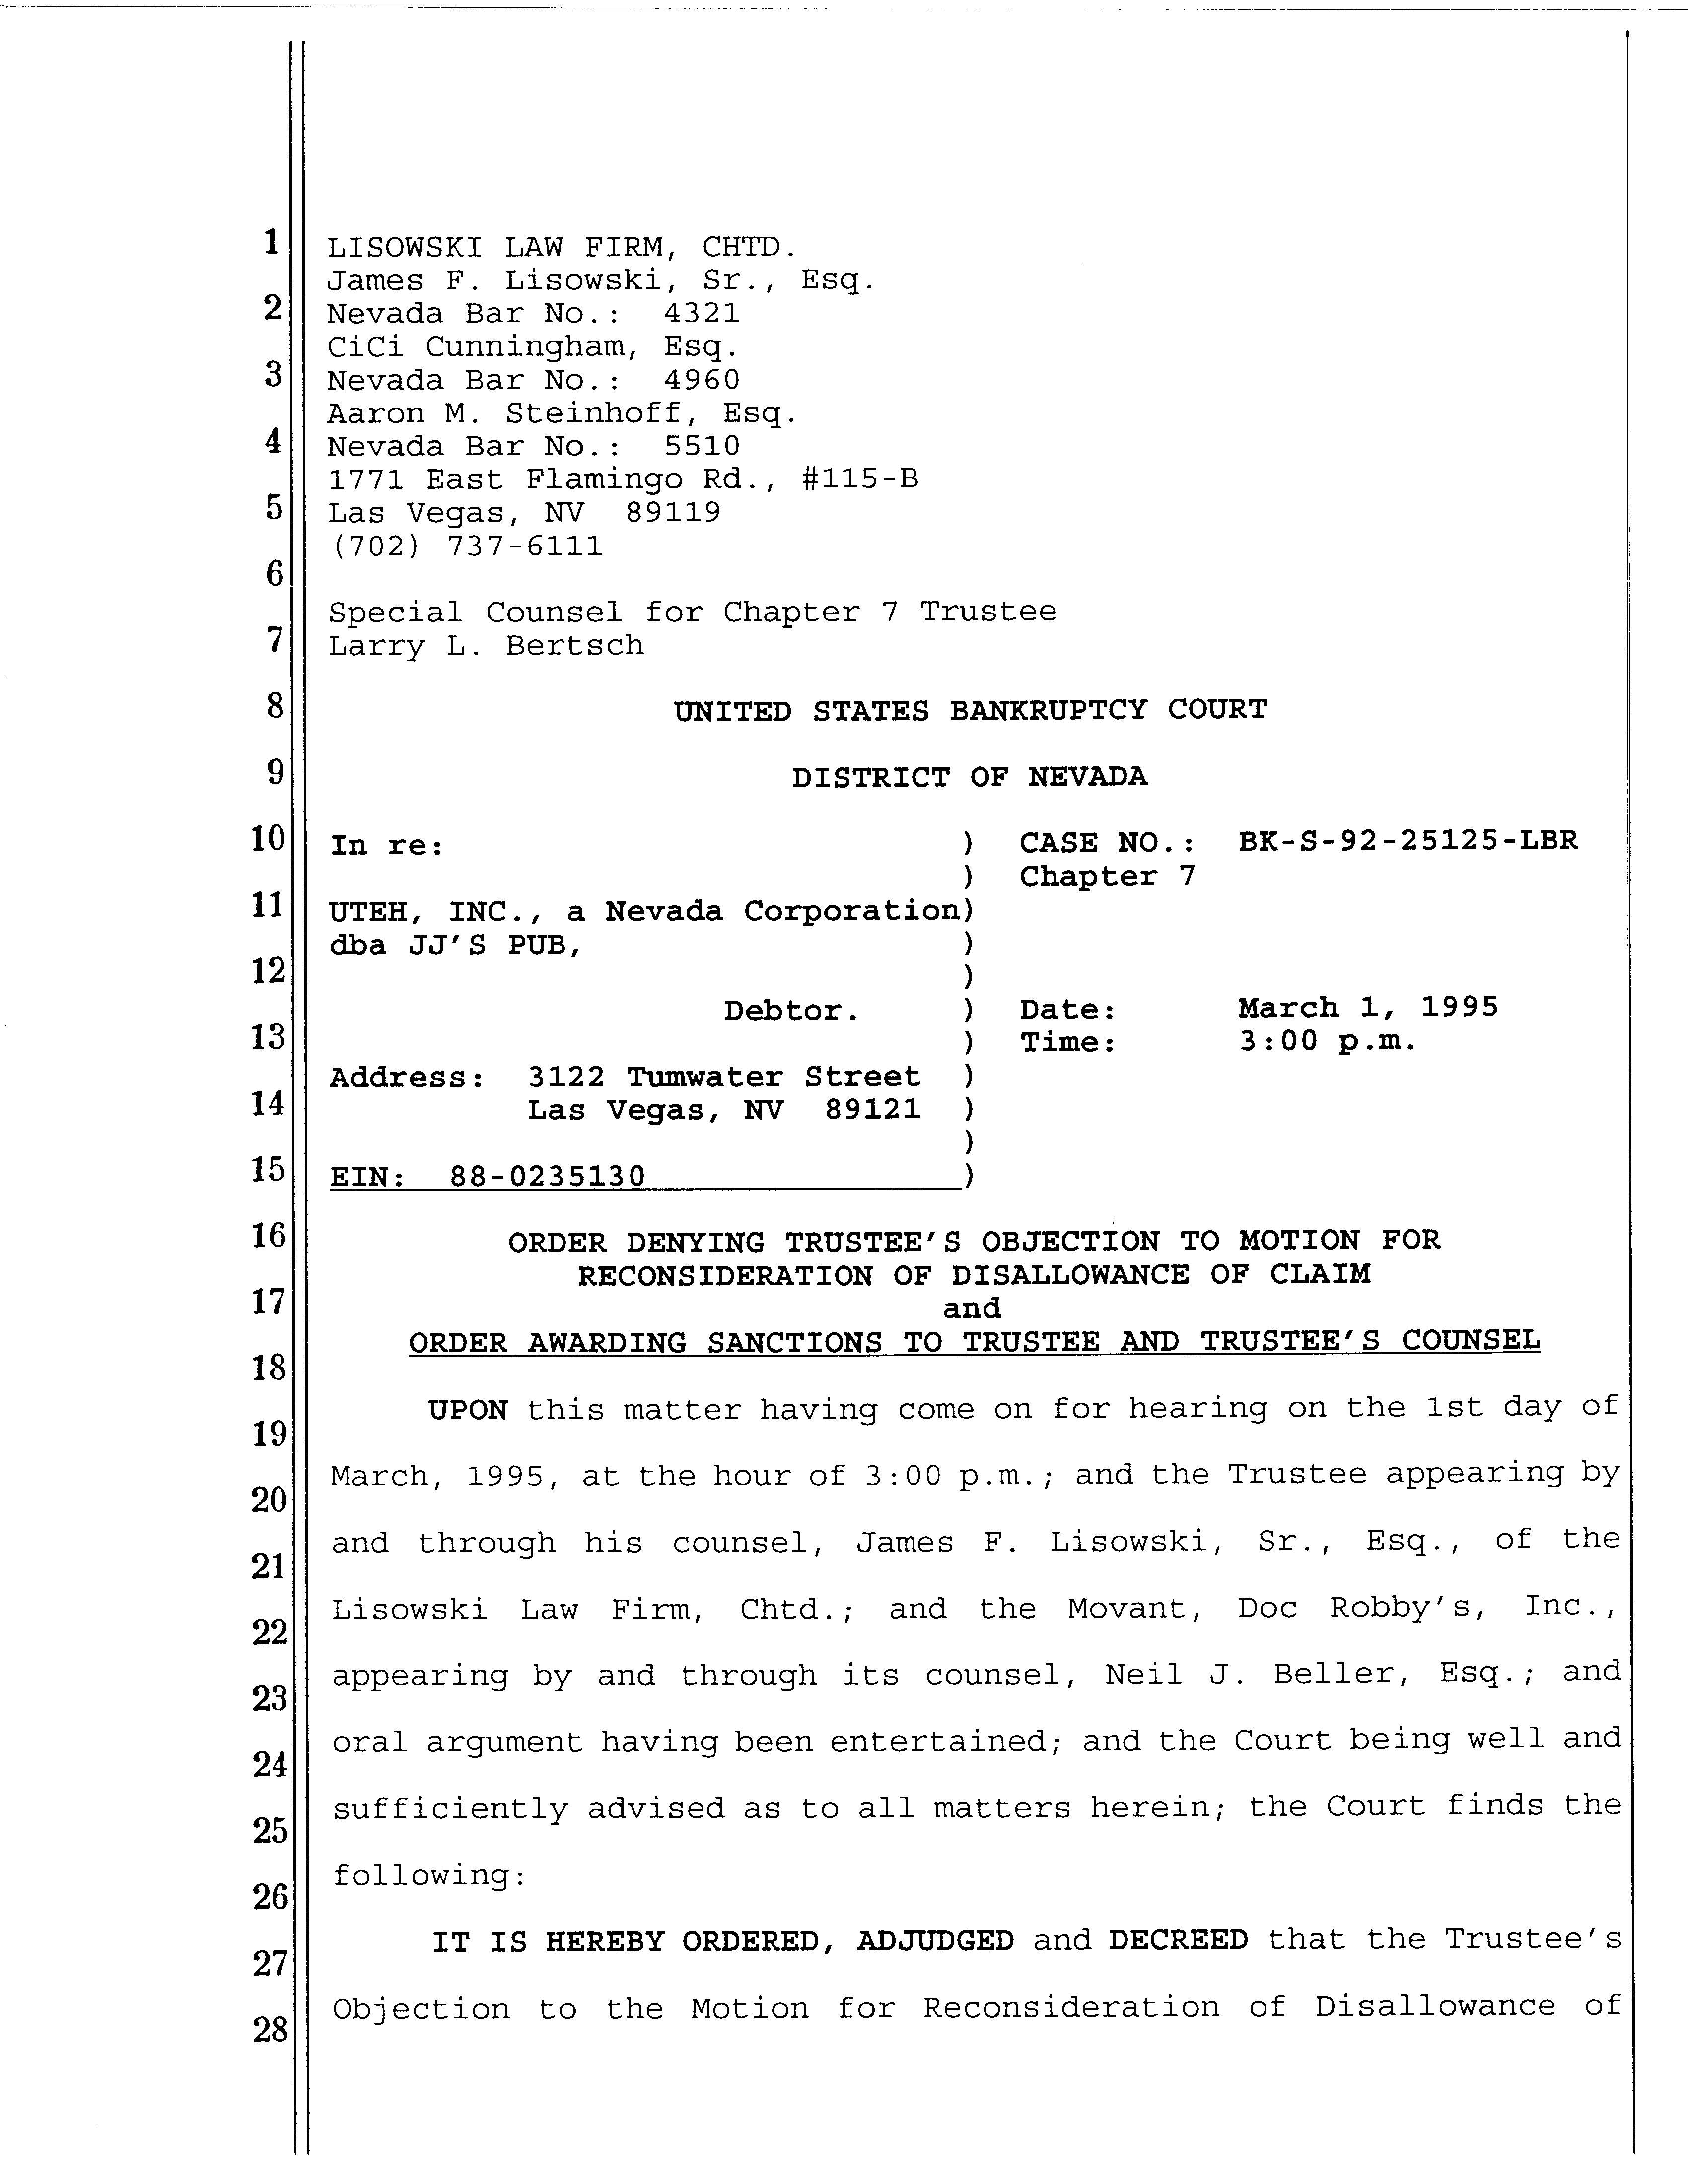 1 LISOWSKI LAW FIRM, CHTD.
James F. Lisowski, Sr., Esq.
2 Nevada Bar No.: 4321
CiCi Cunningham, Esq.
3 Nevada Bar No.: 4960
Aaron M. Steinhoff, Esq.
4 Nevada Bar No.: 5510
1771 East Flamingo Rd., #115-B
5 Las Vegas, NV 89119
(702) 737-6111
6
Special Counsel for Chapter 7 Trustee
7 Larry L. Bertsch
8 UNITED STATES BANKRUPTCY COURT
9 DISTRICT OF NEVADA
10 In re: ) CASE NO.: BK-S-92-25125-LBR
) Chapter 7
11 UTEH, INC., a Nevada Corporation)
dba JJ'S PUB, )
12 )
Debtor. ) Date: March 1, 1995
13 ) Time: 3:00 p.m.
Address: 3122 Tumwater Street )
14 Las Vegas, NV 89121 )
)
15 EIN: 88-0235130 )
16 ORDER DENYING TRUSTEE'S OBJECTION TO MOTION FOR
RECONSIDERATION OF DISALLOWANCE OF CLAIM
17 and
ORDER AWARDING SANCTIONS TO TRUSTEE AND TRUSTEE'S COUNSEL
18
19 UPON this matter having come on for hearing on the 1st day of
20 March, 1995, at the hour of 3:00 p.m.; and the Trustee appearing by
21 and through his counsel, James F. Lisowski, Sr., Esq., of the
22 Lisowski Law Firm, Chtd.; and the Movant, Doc Robby's, Inc.,
23 appearing by and through its counsel, Neil J. Beller, Esq.; and
24 oral argument having been entertained; and the Court being well and
25 sufficiently advised as to all matters herein; the Court finds the
26 following:
27 IT IS HEREBY ORDERED, ADJUDGED and DECREED that the Trustee's
28 Objection to the Motion for Reconsideration of Disallowance of